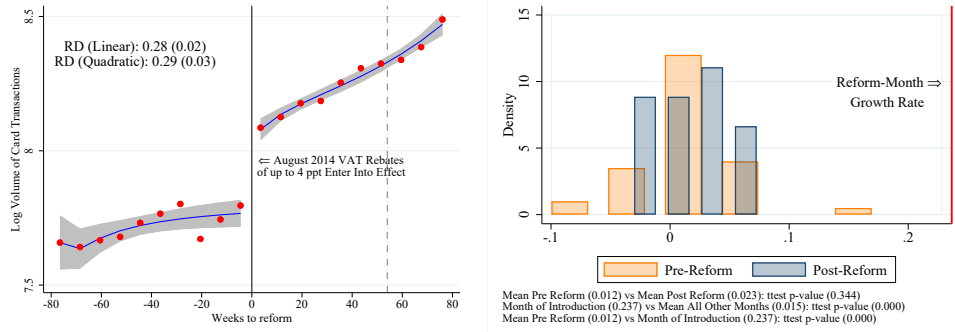 8.5
8
7.5
Log Volume of Card Transactions
RD (Linear): 0.28 (0.02)
RD (Quadratic): 0.29 (0.03)
⇐ August 2014 VAT Rebates
of up to 4 ppt Enter Into Effect
-80 -60 -40 -20 0 20 40 60 80
Weeks to reform
15
10
5
0
Density
Reform-Month ⇒
Growth Rate
-.1 0 .1 .2
Pre-Reform Post-Reform
Mean Pre Reform (0.012) vs Mean Post Reform (0.023): ttest p-value (0.344)
Month of Introduction (0.237) vs Mean All Other Months (0.015): ttest p-value (0.000)
Mean Pre Reform (0.012) vs Month of Introduction (0.237): ttest p-value (0.000)